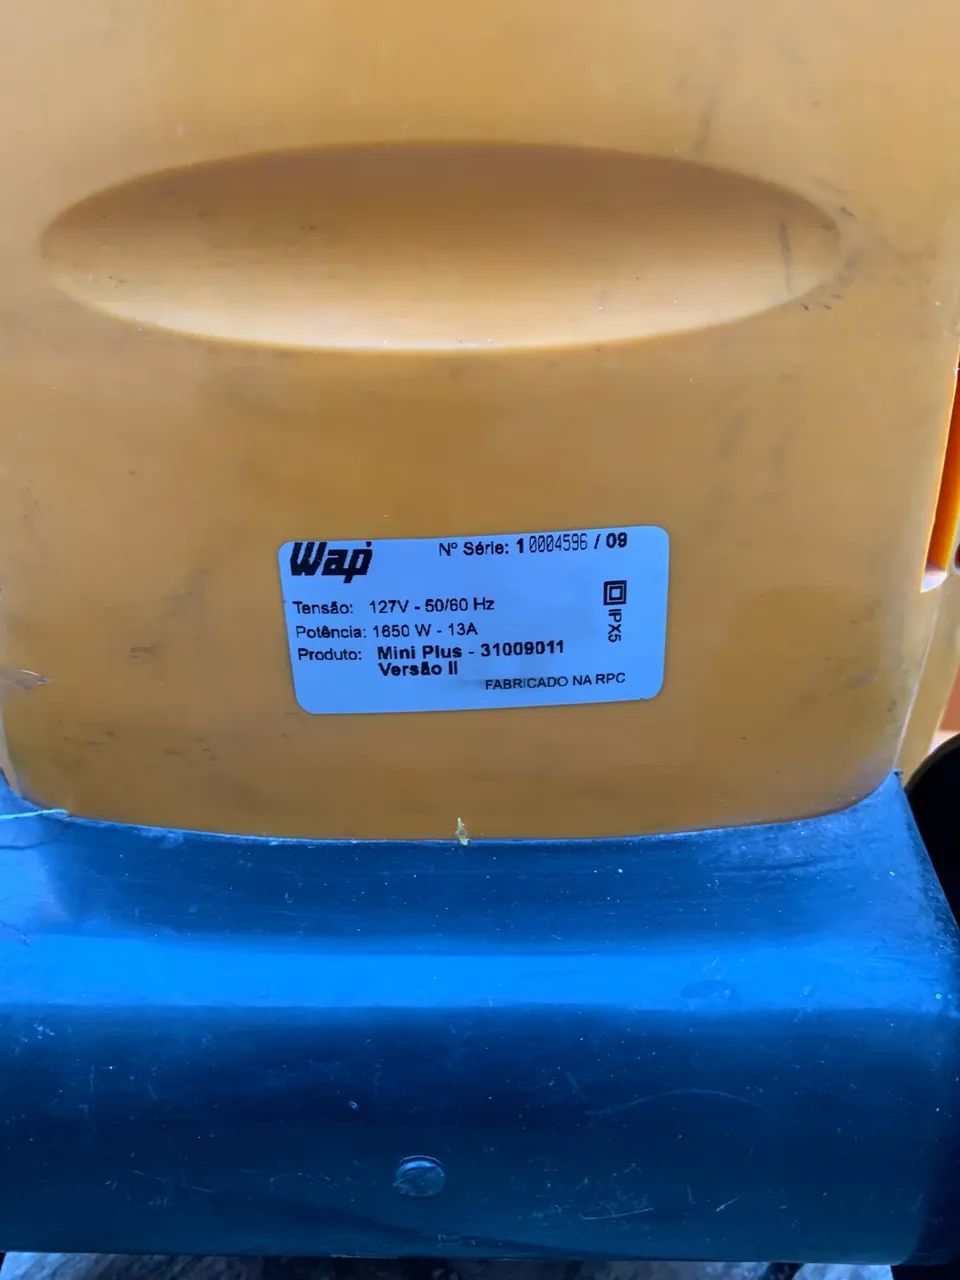 Wap
Nº Série: 10004596 / 09
Tensão: 127V - 50/60 Hz
Potência: 1650 W - 13A
Produto: Mini Plus - 31009011
Versão II
FABRICADO NA RPC
IPX5